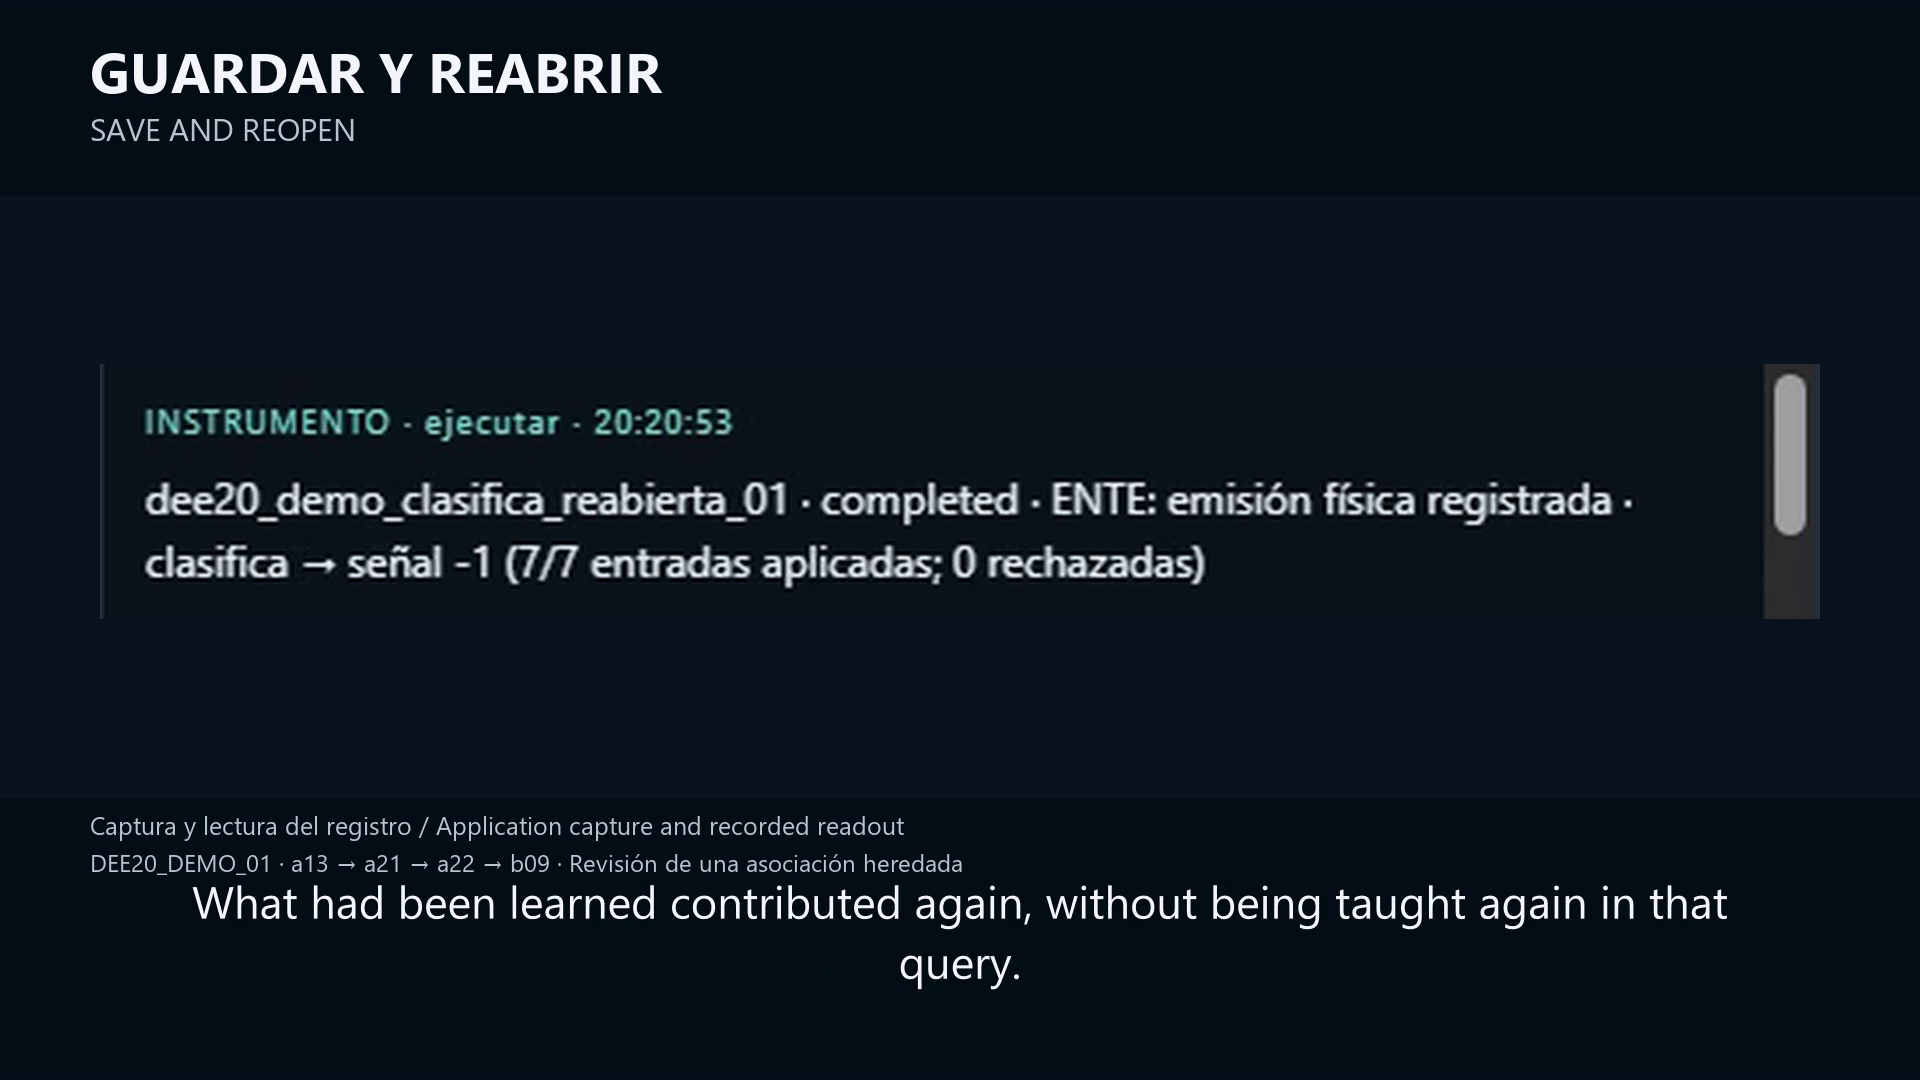 GUARDAR Y REABRIR
SAVE AND REOPEN
INSTRUMENTO · ejecutar · 20:20:53
dee20_demo_clasifica_reabierta_01 · completed · ENTE: emisión física registrada ·
clasifica → señal -1 (7/7 entradas aplicadas; 0 rechazadas)
Captura y lectura del registro / Application capture and recorded readout
DEE20_DEMO_01 · a13 → a21 → a22 → b09 · Revisión de una asociación heredada
What had been learned contributed again, without being taught again in that
query.